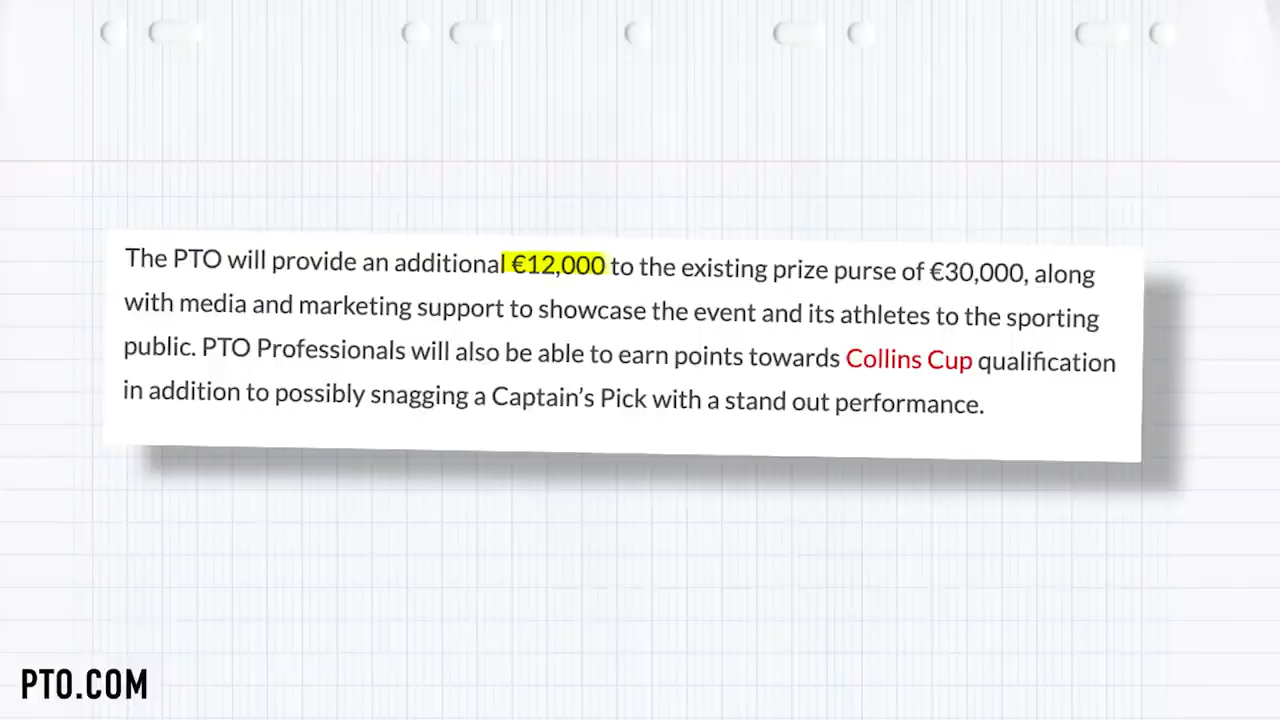 The PTO will provide an additional €12,000 to the existing prize purse of €30,000, along
with media and marketing support to showcase the event and its athletes to the sporting
public. PTO Professionals will also be able to earn points towards Collins Cup qualification
in addition to possibly snagging a Captain's Pick with a stand out performance.
PTO.COM